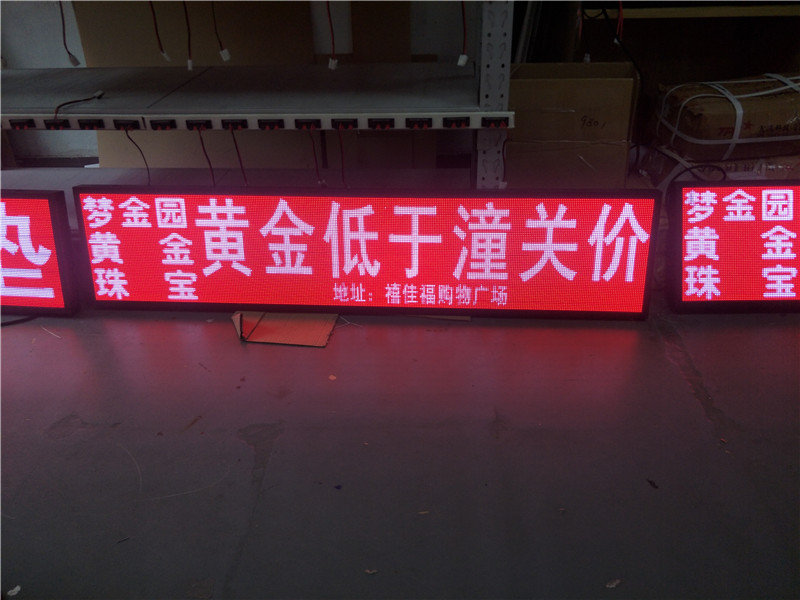 梦金园
黄金
珠宝
黄金低于潼关价
地址：禧佳福购物广场
梦金园
黄金
珠宝
垫